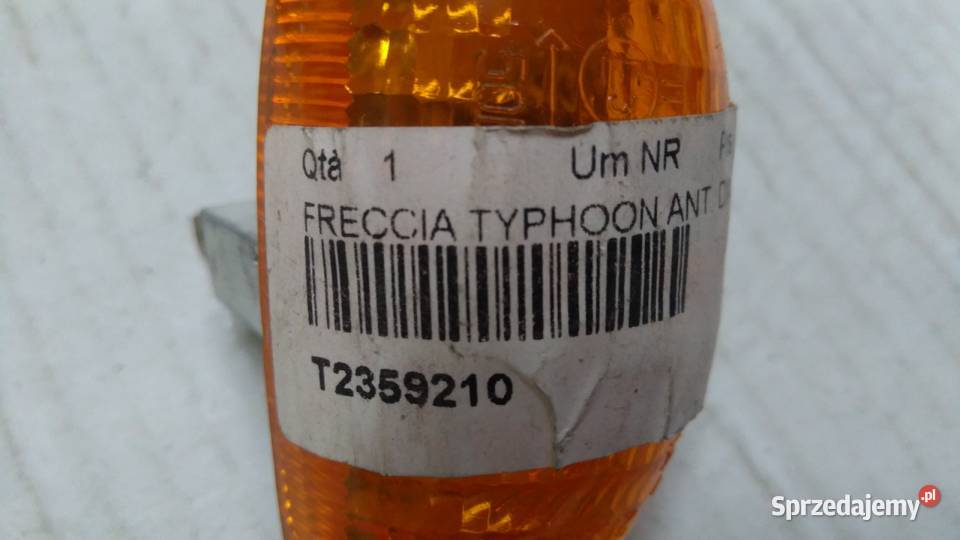 Qtà 1 Um NR
FRECCIA TYPHOON ANT.
T2359210
Sprzedajemy.pl